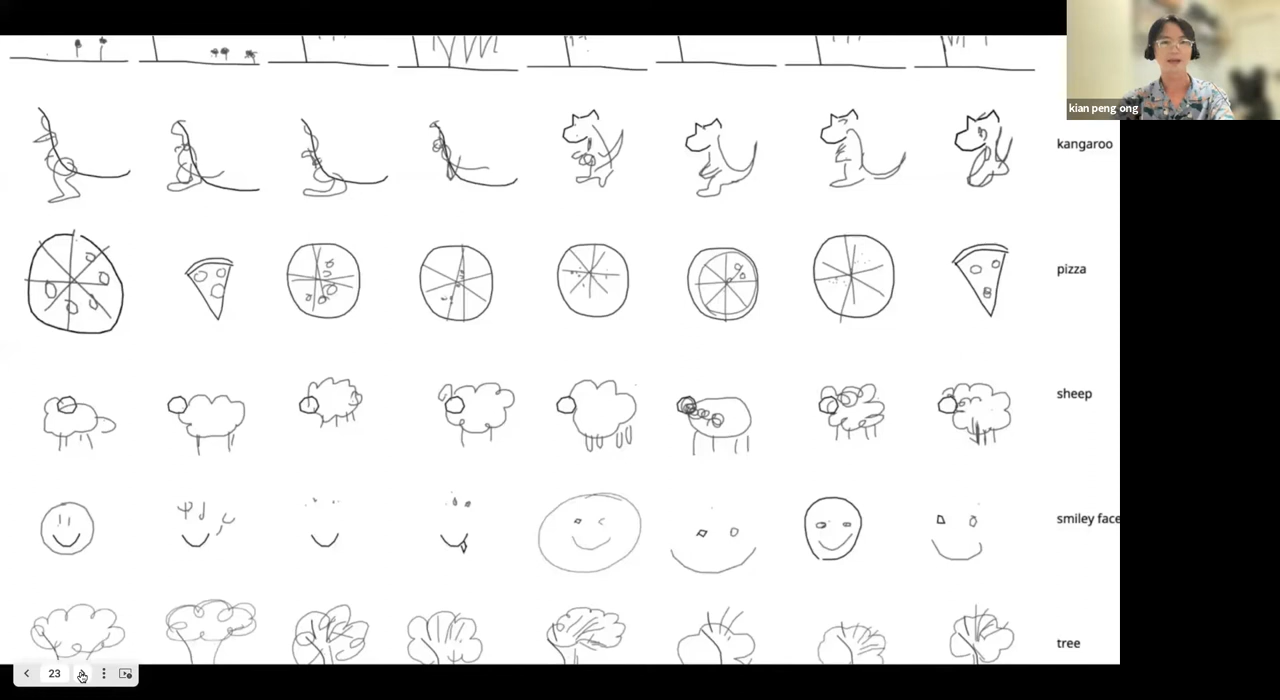 kian peng ong
kangaroo
pizza
sheep
smiley face
tree
23